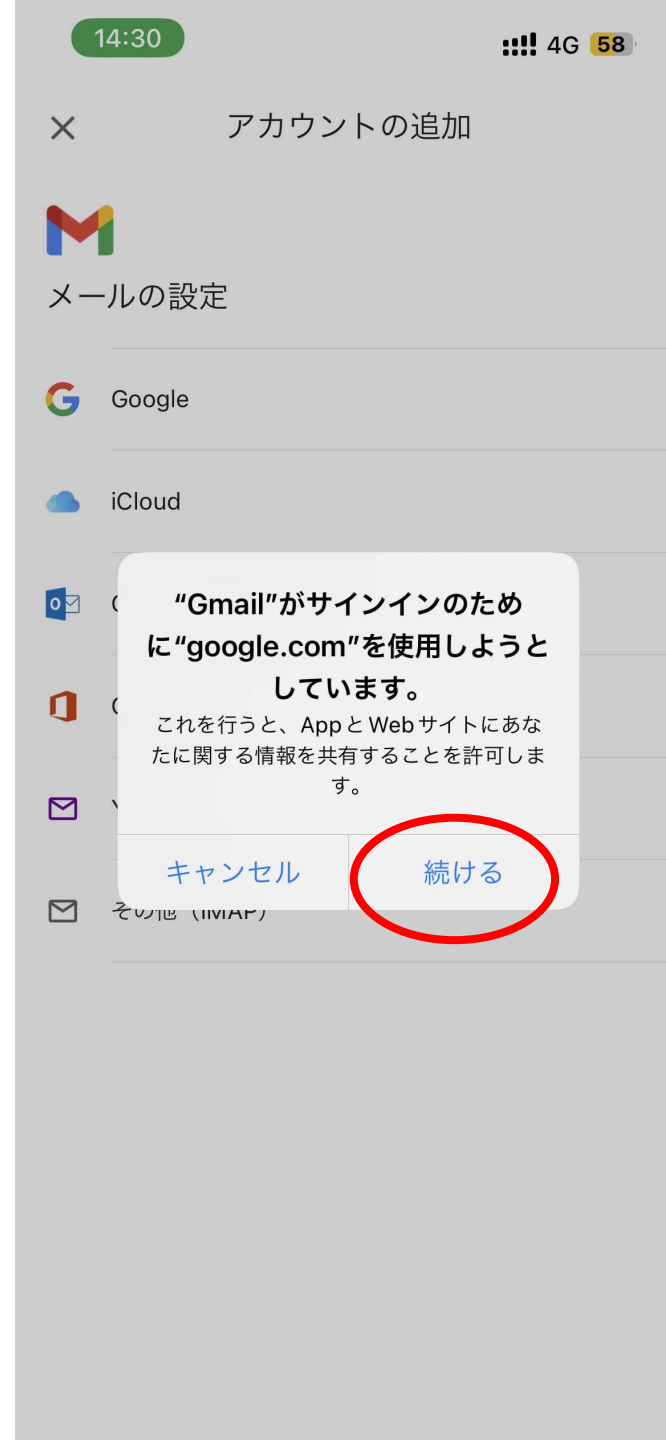 14:30 4G 58
アカウントの追加
メールの設定
Google
iCloud
“Gmail”がサインインのため
に“google.com”を使用しようと
しています。
これを行うと、AppとWebサイトにあな
たに関する情報を共有することを許可しま
す。
キャンセル 続ける
その他（IMAP）